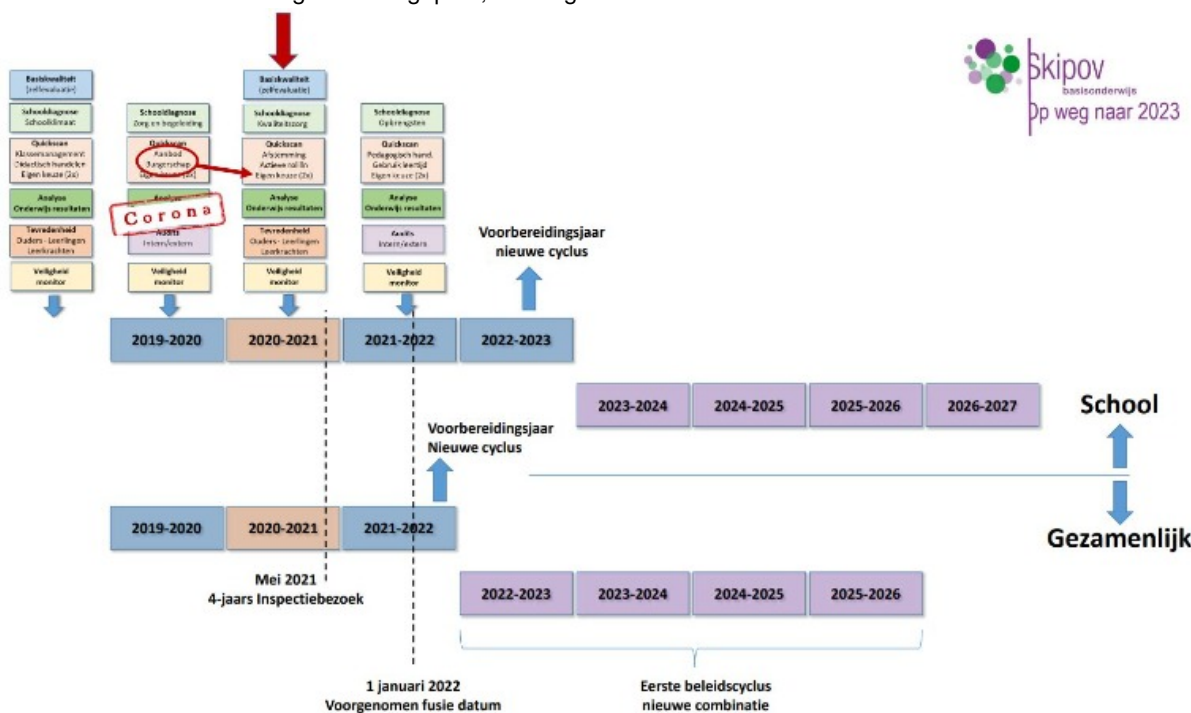 Skipov
basisonderwijs
Op weg naar 2023
Basiskwaliteit
(zelfevaluatie)
Schooldiagnose
Schoolklimaat
Quickscan
Klassemanagement
Didactisch handelen
Eigen keuze (2x)
Analyse
Onderwijs resultaten
Tevredenheid
Ouders - Leerlingen
Leerkrachten
Veiligheid
monitor
Schooldiagnose
Zorg en begeleiding
Quickscan
Aanbod
Burgerschap
Eigen keuze (2x)
Analyse
Corona
Audits
Intern/extern
Veiligheid
monitor
Basiskwaliteit
(zelfevaluatie)
Schooldiagnose
Kwaliteitszorg
Quickscan
Afstemming
Actieve rol lln
Eigen keuze (2x)
Analyse
Onderwijs resultaten
Tevredenheid
Ouders - Leerlingen
Leerkrachten
Veiligheid
monitor
Schooldiagnose
Opbrengsten
Quickscan
Pedagogisch hand.
Gebruik leertijd
Eigen keuze (2x)
Analyse
Onderwijs resultaten
Audits
Intern/extern
Veiligheid
monitor
Voorbereidingsjaar
nieuwe cyclus
2019-2020 2020-2021 2021-2022 2022-2023
2023-2024 2024-2025 2025-2026 2026-2027
School
Voorbereidingsjaar
Nieuwe cyclus
2019-2020 2020-2021 2021-2022
Gezamenlijk
Mei 2021
4-jaars Inspectiebezoek
2022-2023 2023-2024 2024-2025 2025-2026
1 januari 2022
Voorgenomen fusie datum
Eerste beleidscyclus
nieuwe combinatie